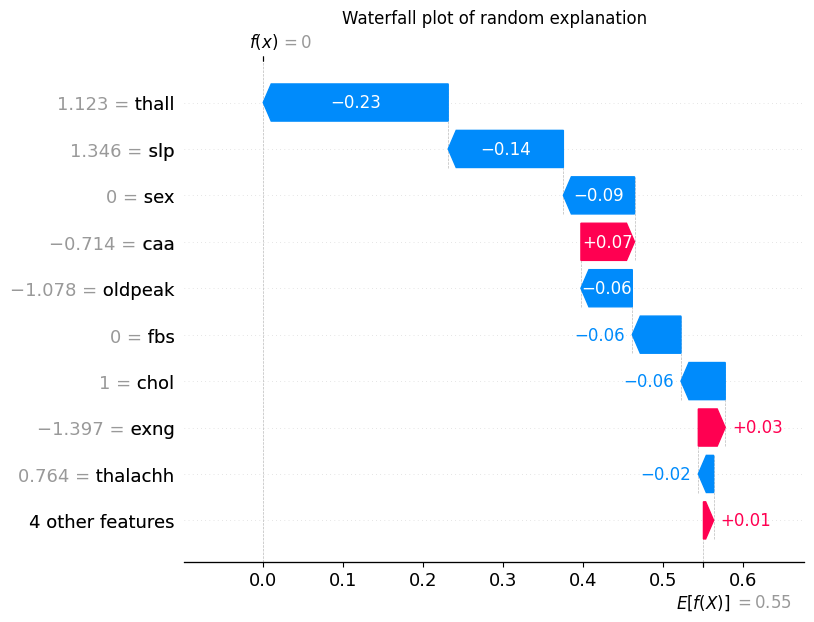 Waterfall plot of random explanation
f(x) = 0
1.123 = thall
−0.23
1.346 = slp
−0.14
0 = sex
−0.09
−0.714 = caa
+0.07
−1.078 = oldpeak
−0.06
0 = fbs
−0.06
1 = chol
−0.06
−1.397 = exng
+0.03
0.764 = thalachh
−0.02
4 other features
+0.01
0.0 0.1 0.2 0.3 0.4 0.5 0.6
E[f(X)] = 0.55